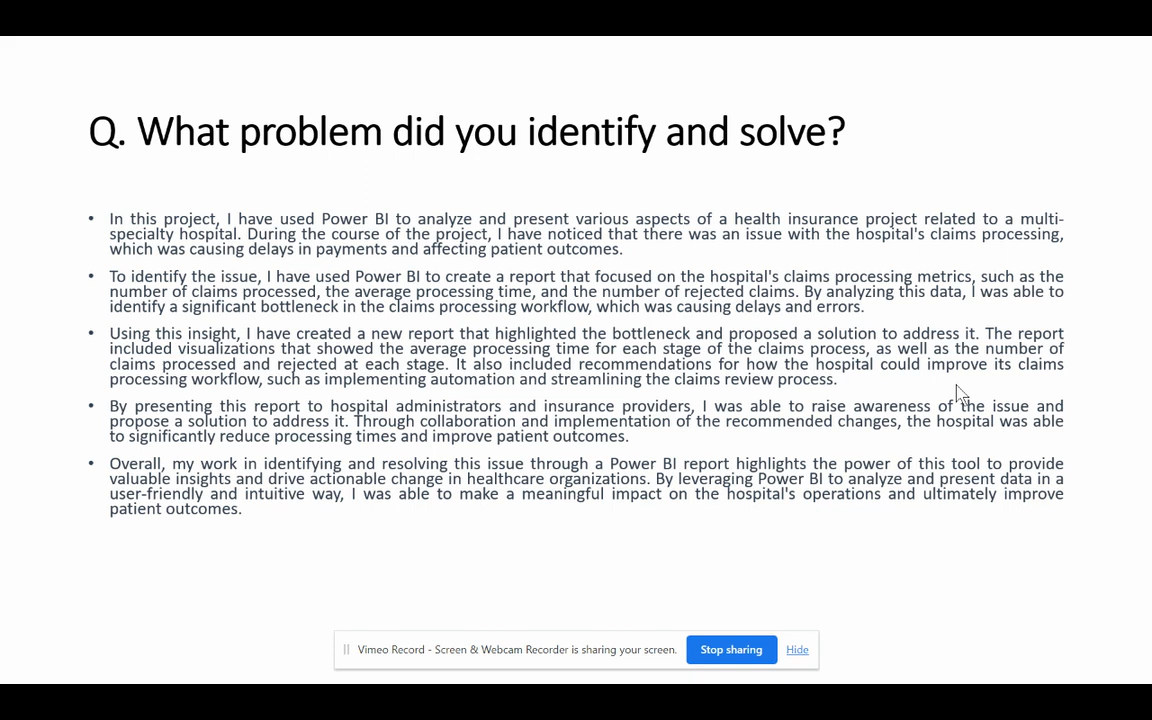 Q. What problem did you identify and solve?
• In this project, I have used Power BI to analyze and present various aspects of a health insurance project related to a multi-
specialty hospital. During the course of the project, I have noticed that there was an issue with the hospital's claims processing,
which was causing delays in payments and affecting patient outcomes.
• To identify the issue, I have used Power BI to create a report that focused on the hospital's claims processing metrics, such as the
number of claims processed, the average processing time, and the number of rejected claims. By analyzing this data, I was able to
identify a significant bottleneck in the claims processing workflow, which was causing delays and errors.
• Using this insight, I have created a new report that highlighted the bottleneck and proposed a solution to address it. The report
included visualizations that showed the average processing time for each stage of the claims process, as well as the number of
claims processed and rejected at each stage. It also included recommendations for how the hospital could improve its claims
processing workflow, such as implementing automation and streamlining the claims review process.
• By presenting this report to hospital administrators and insurance providers, I was able to raise awareness of the issue and
propose a solution to address it. Through collaboration and implementation of the recommended changes, the hospital was able
to significantly reduce processing times and improve patient outcomes.
• Overall, my work in identifying and resolving this issue through a Power BI report highlights the power of this tool to provide
valuable insights and drive actionable change in healthcare organizations. By leveraging Power BI to analyze and present data in a
user-friendly and intuitive way, I was able to make a meaningful impact on the hospital's operations and ultimately improve
patient outcomes.
Vimeo Record - Screen & Webcam Recorder is sharing your screen. Stop sharing Hide